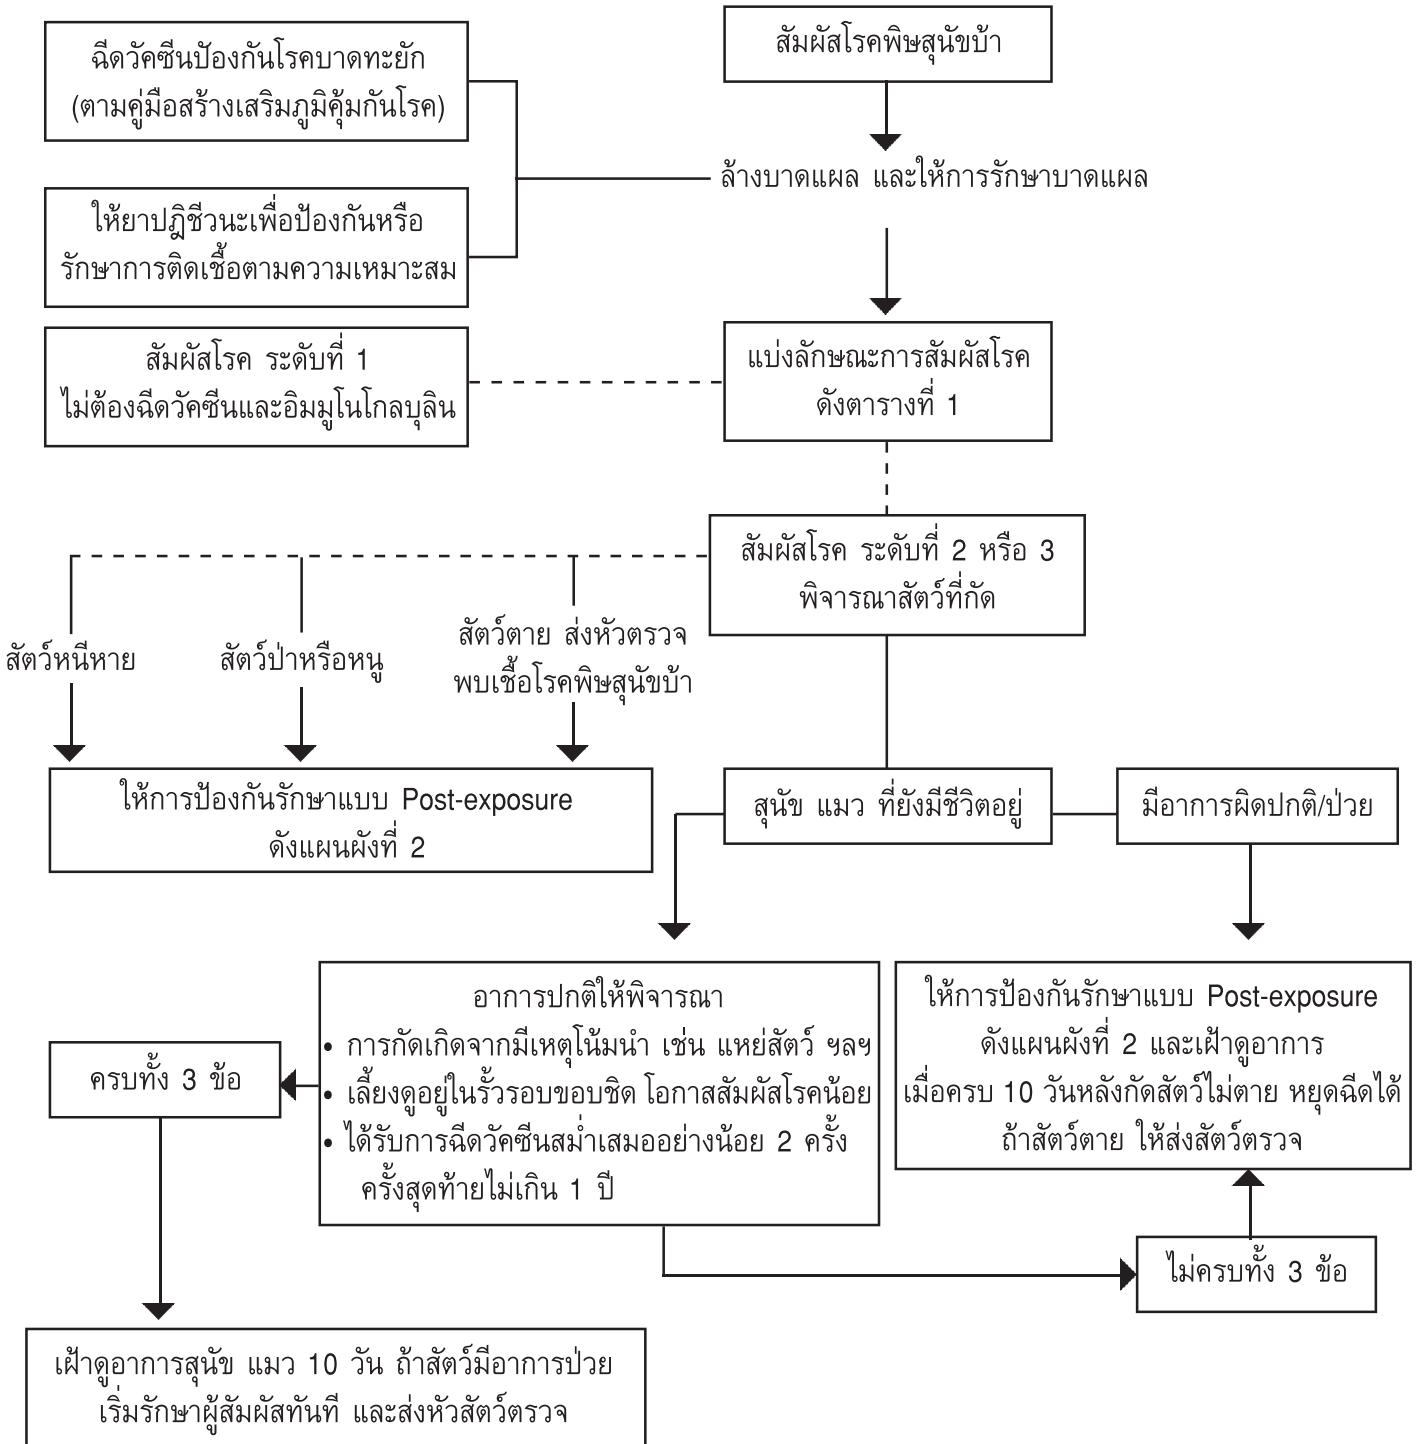 ฉีดวัคซีนป้องกันโรคบาดทะยัก
(ตามคู่มือสร้างเสริมภูมิคุ้มกันโรค)
สัมผัสโรคพิษสุนัขบ้า
ล้างบาดแผล และให้การรักษาบาดแผล
ให้ยาปฎิชีวนะเพื่อป้องกันหรือ
รักษาการติดเชื้อตามความเหมาะสม
สัมผัสโรค ระดับที่ 1
ไม่ต้องฉีดวัคซีนและอิมมูโนโกลบุลิน
แบ่งลักษณะการสัมผัสโรค
ดังตารางที่ 1
สัมผัสโรค ระดับที่ 2 หรือ 3
พิจารณาสัตว์ที่กัด
สัตว์หนีหาย
สัตว์ป่าหรือหนู
สัตว์ตาย ส่งหัวตรวจ
พบเชื้อโรคพิษสุนัขบ้า
ให้การป้องกันรักษาแบบ Post-exposure
ดังแผนผังที่ 2
สุนัข แมว ที่ยังมีชีวิตอยู่
มีอาการผิดปกติ/ป่วย
อาการปกติให้พิจารณา
• การกัดเกิดจากมีเหตุโน้มนำ เช่น แหย่สัตว์ ฯลฯ
• เลี้ยงดูอยู่ในรั้วรอบขอบชิด โอกาสสัมผัสโรคน้อย
• ได้รับการฉีดวัคซีนสม่ำเสมออย่างน้อย 2 ครั้ง
ครั้งสุดท้ายไม่เกิน 1 ปี
ให้การป้องกันรักษาแบบ Post-exposure
ดังแผนผังที่ 2 และเฝ้าดูอาการ
เมื่อครบ 10 วันหลังกัดสัตว์ไม่ตาย หยุดฉีดได้
ถ้าสัตว์ตาย ให้ส่งสัตว์ตรวจ
ครบทั้ง 3 ข้อ
ไม่ครบทั้ง 3 ข้อ
เฝ้าดูอาการสุนัข แมว 10 วัน ถ้าสัตว์มีอาการป่วย
เริ่มรักษาผู้สัมผัสทันที และส่งหัวสัตว์ตรวจ